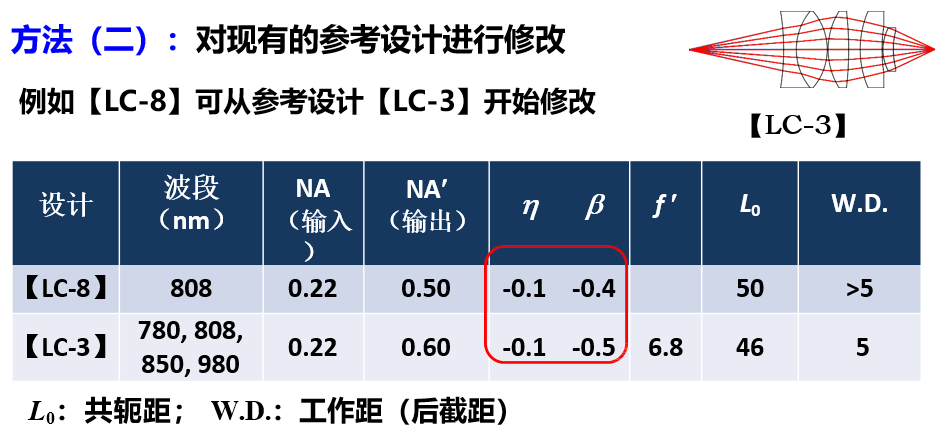 方法（二）：对现有的参考设计进行修改
例如【LC-8】可从参考设计【LC-3】开始修改
【LC-3】
设计 波段（nm） NA（输入） NA′（输出） η β f ′ L0 W.D.
【LC-8】 808 0.22 0.50 -0.1 -0.4 50 >5
【LC-3】 780, 808, 850, 980 0.22 0.60 -0.1 -0.5 6.8 46 5
L0：共轭距； W.D.：工作距（后截距）